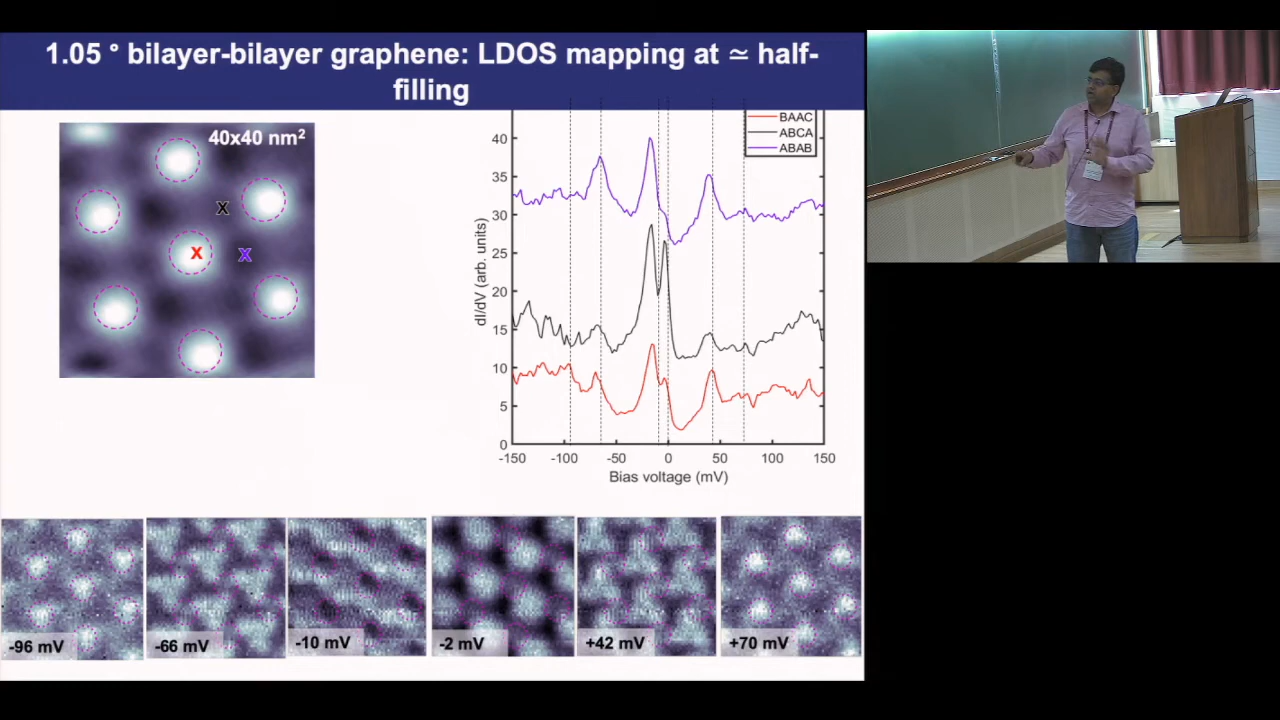 1.05 ° bilayer-bilayer graphene: LDOS mapping at ≃ half-
filling
40x40 nm²
X
X
X
BAAC
ABCA
ABAB
dI/dV (arb. units)
40
35
30
25
20
15
10
5
0
-150 -100 -50 0 50 100 150
Bias voltage (mV)
-96 mV
-66 mV
-10 mV
-2 mV
+42 mV
+70 mV